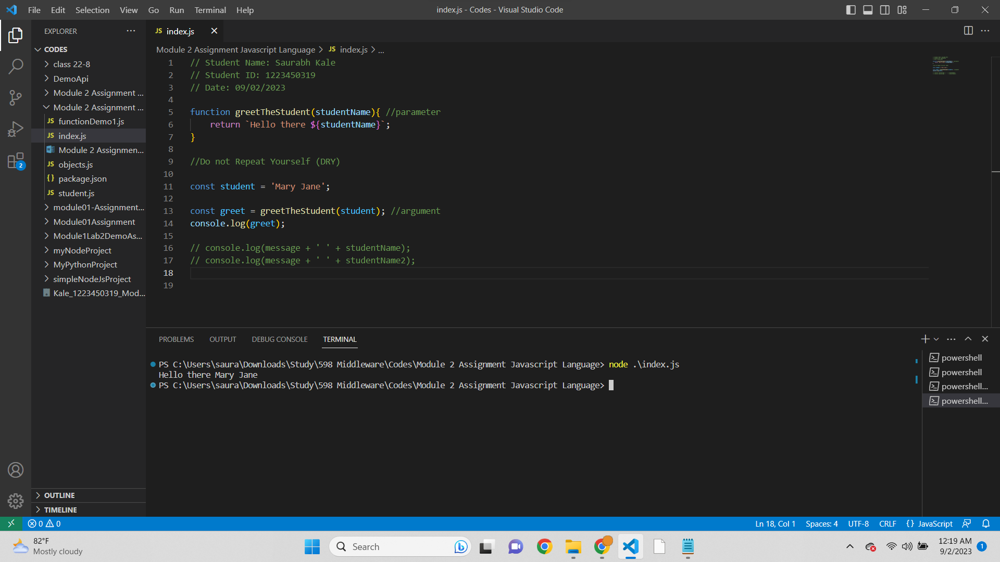 File Edit Selection View Go Run Terminal Help
index.js - Codes - Visual Studio Code
EXPLORER
CODES
class 22-8
DemoApi
Module 2 Assignment ...
Module 2 Assignment ...
JS functionDemo1.js
JS index.js
Module 2 Assignmen...
JS objects.js
{} package.json
JS student.js
module01-Assignment...
Module01Assignment
Module1Lab2DemoAs...
myNodeProject
MyPythonProject
simpleNodeJsProject
Kale_1223450319_Mod...
OUTLINE
TIMELINE
2
JS index.js
Module 2 Assignment Javascript Language > JS index.js > ...
1 // Student Name: Saurabh Kale
2 // Student ID: 1223450319
3 // Date: 09/02/2023
4
5 function greetTheStudent(studentName){ //parameter
6 return `Hello there ${studentName}`;
7 }
8
9 //Do not Repeat Yourself (DRY)
10
11 const student = 'Mary Jane';
12
13 const greet = greetTheStudent(student); //argument
14 console.log(greet);
15
16 // console.log(message + ' ' + studentName);
17 // console.log(message + ' ' + studentName2);
18
19
PROBLEMS OUTPUT DEBUG CONSOLE TERMINAL
PS C:\Users\saura\Downloads\Study\598 Middleware\Codes\Module 2 Assignment Javascript Language> node .\index.js
Hello there Mary Jane
PS C:\Users\saura\Downloads\Study\598 Middleware\Codes\Module 2 Assignment Javascript Language>
powershell
powershell
powershell...
powershell...
0 0
Ln 18, Col 1 Spaces: 4 UTF-8 CRLF {} JavaScript
82°F
Mostly cloudy
Search
12:19 AM
9/2/2023
1